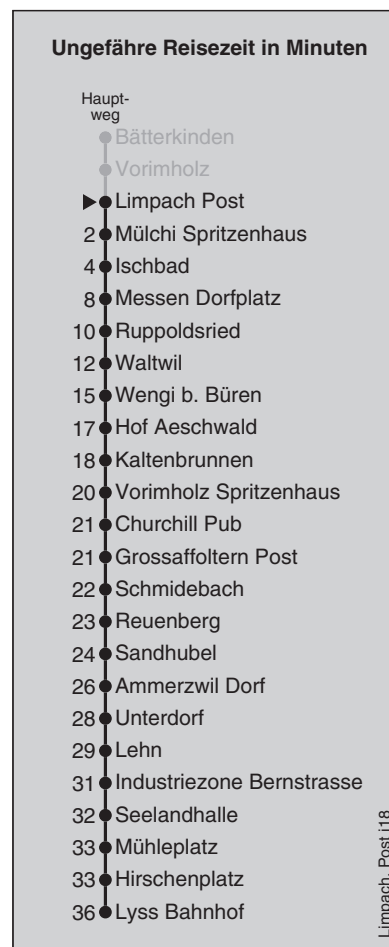 Ungefähre Reisezeit in Minuten
Haupt-
weg
Bätterkinden
Vorimholz
Limpach Post
2 Mülchi Spritzenhaus
4 Ischbad
8 Messen Dorfplatz
10 Ruppoldsried
12 Waltwil
15 Wengi b. Büren
17 Hof Aeschwald
18 Kaltenbrunnen
20 Vorimholz Spritzenhaus
21 Churchill Pub
21 Grossaffoltern Post
22 Schmidebach
23 Reuenberg
24 Sandhubel
26 Ammerzwil Dorf
28 Unterdorf
29 Lehn
31 Industriezone Bernstrasse
32 Seelandhalle
33 Mühleplatz
33 Hirschenplatz
36 Lyss Bahnhof
Limpach, Post j18